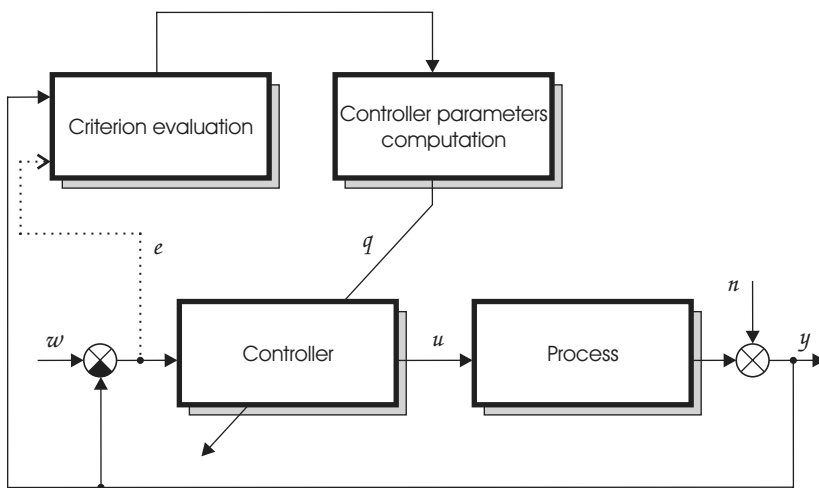 Criterion evaluation
Controller parameters
computation
e
q
n
w
Controller
u
Process
y